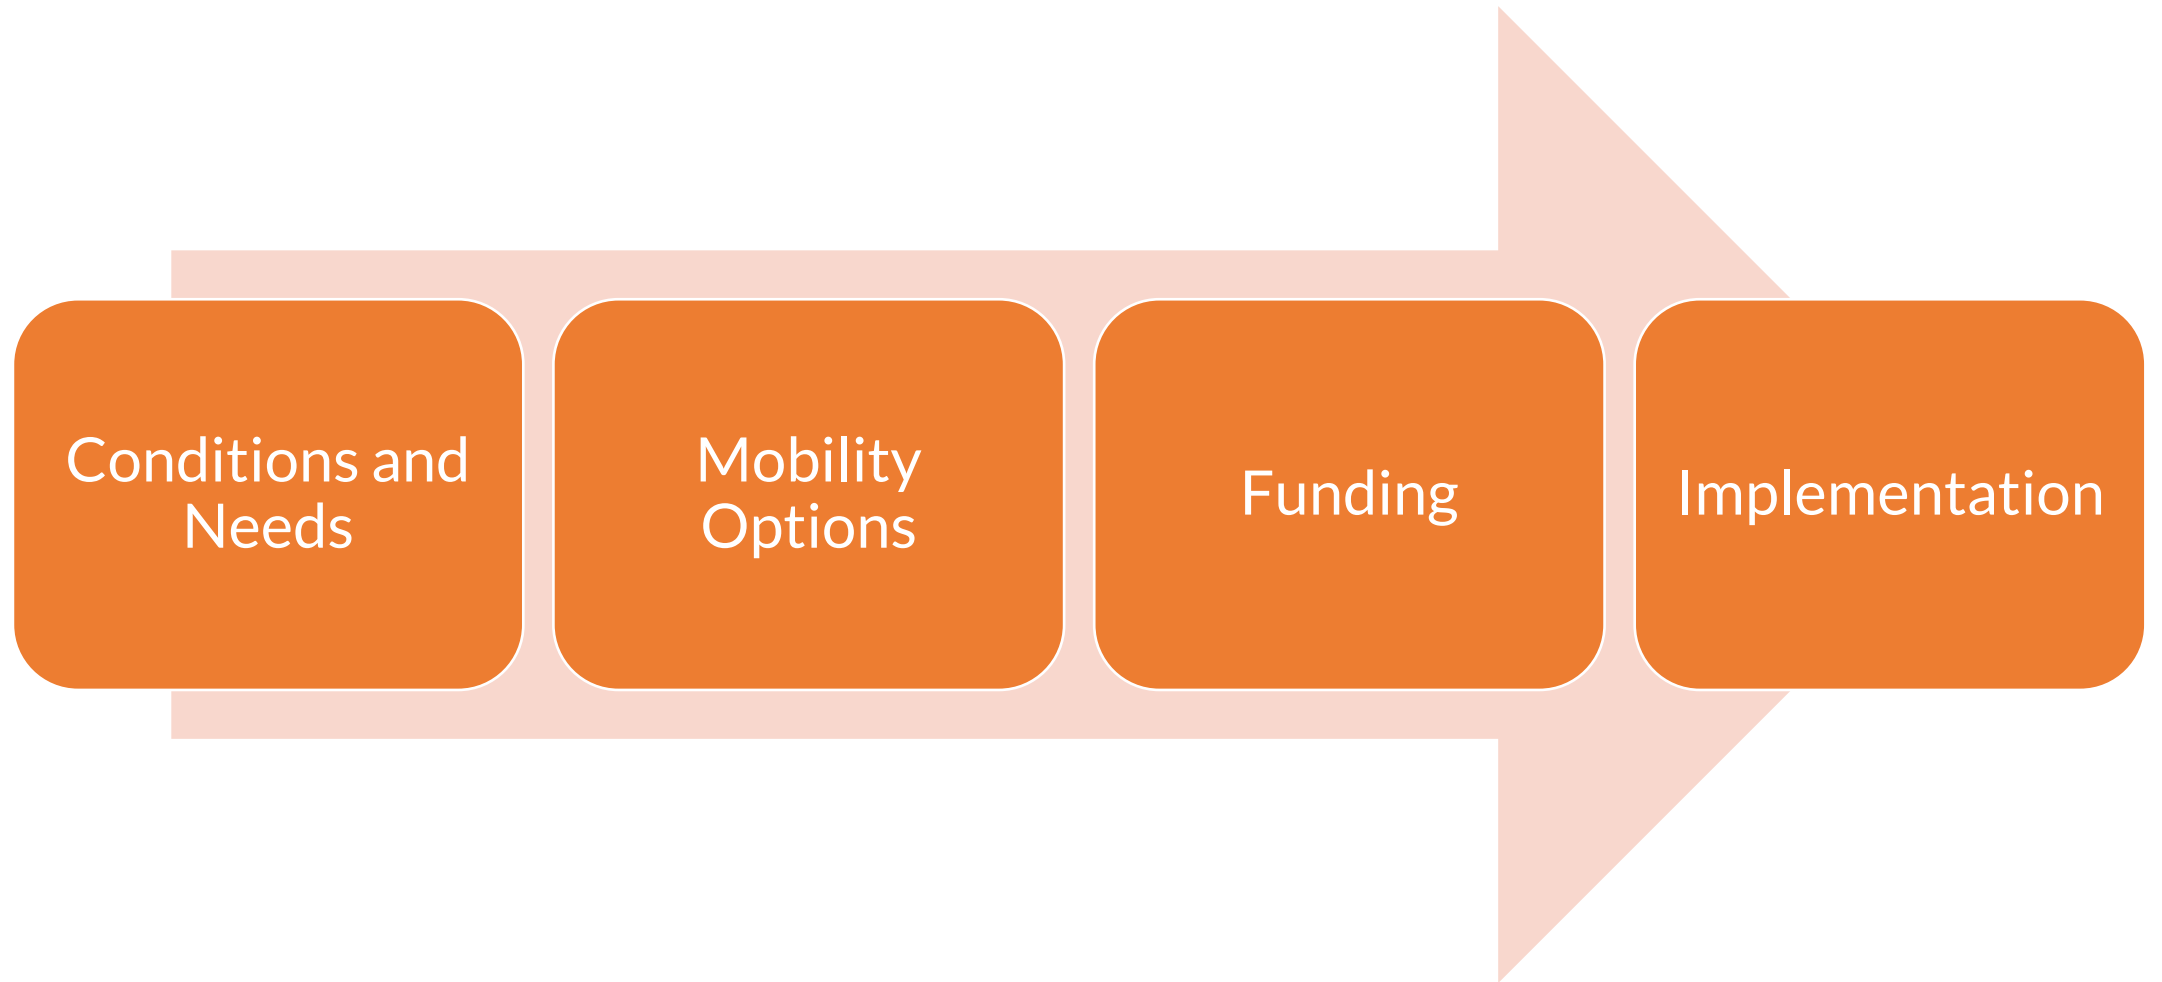 Conditions and
Needs
Mobility
Options
Funding
Implementation